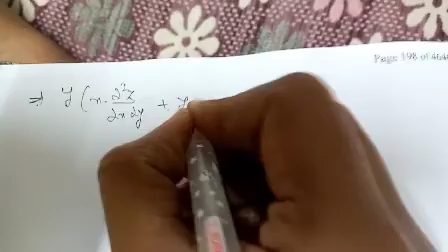 Page: 198 of
⇒ y (x · ∂²z/∂x∂y + y